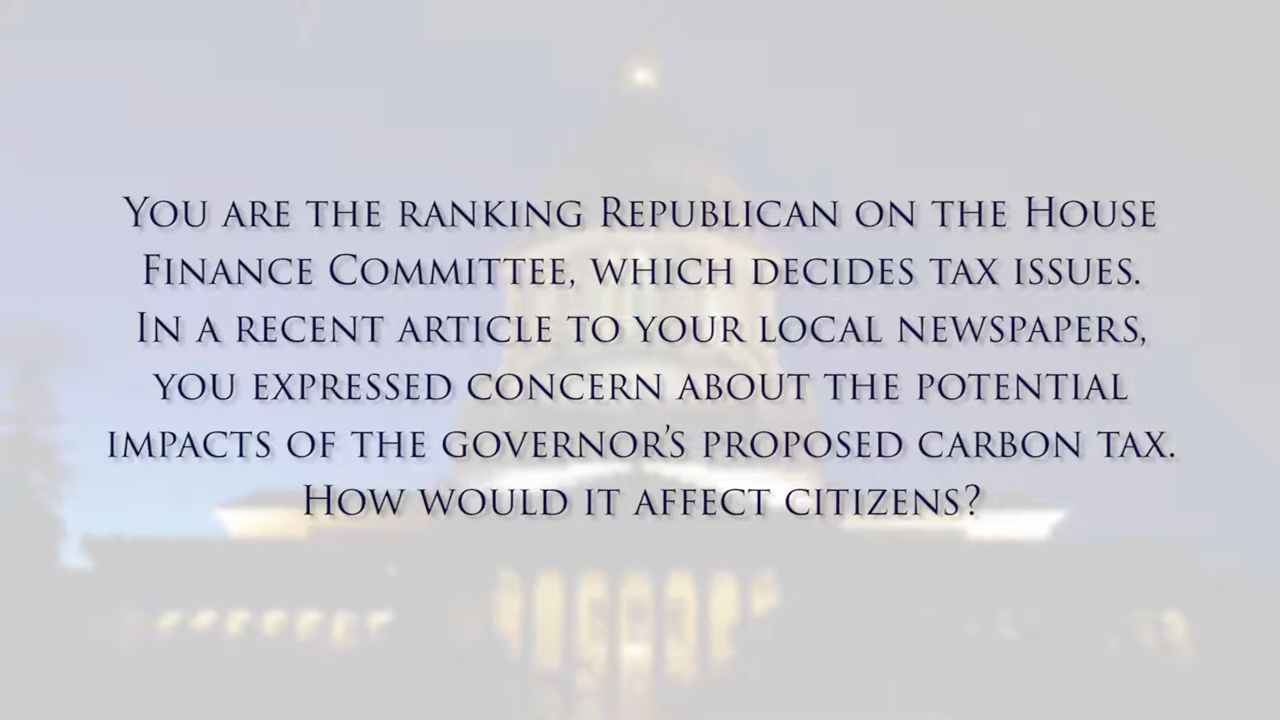 You are the ranking Republican on the House
Finance Committee, which decides tax issues.
In a recent article to your local newspapers,
you expressed concern about the potential
impacts of the governor's proposed carbon tax.
How would it affect citizens?